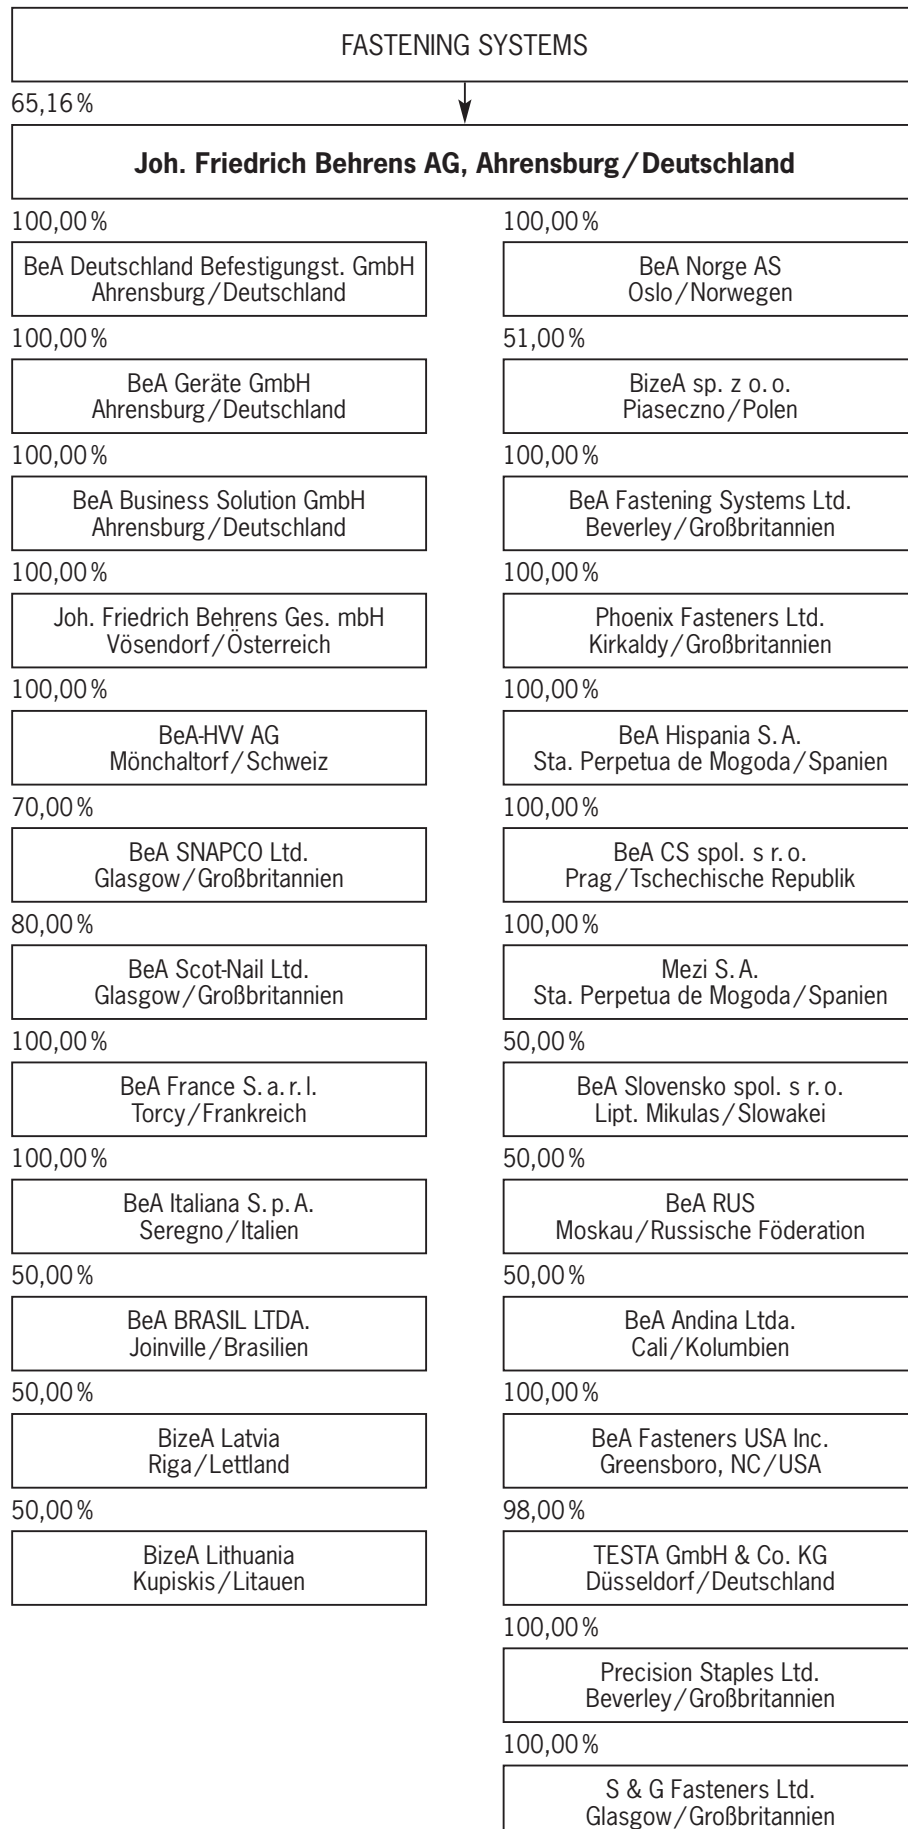 FASTENING SYSTEMS
65,16 %
Joh. Friedrich Behrens AG, Ahrensburg / Deutschland
100,00 %
BeA Deutschland Befestigungst. GmbH
Ahrensburg / Deutschland
100,00 %
BeA Geräte GmbH
Ahrensburg / Deutschland
100,00 %
BeA Business Solution GmbH
Ahrensburg / Deutschland
100,00 %
Joh. Friedrich Behrens Ges. mbH
Vösendorf / Österreich
100,00 %
BeA-HVV AG
Mönchaltorf / Schweiz
70,00 %
BeA SNAPCO Ltd.
Glasgow / Großbritannien
80,00 %
BeA Scot-Nail Ltd.
Glasgow / Großbritannien
100,00 %
BeA France S. a. r. l.
Torcy / Frankreich
100,00 %
BeA Italiana S. p. A.
Seregno / Italien
50,00 %
BeA BRASIL LTDA.
Joinville / Brasilien
50,00 %
BizeA Latvia
Riga / Lettland
50,00 %
BizeA Lithuania
Kupiskis / Litauen
100,00 %
BeA Norge AS
Oslo / Norwegen
51,00 %
BizeA sp. z o. o.
Piaseczno / Polen
100,00 %
BeA Fastening Systems Ltd.
Beverley / Großbritannien
100,00 %
Phoenix Fasteners Ltd.
Kirkaldy / Großbritannien
100,00 %
BeA Hispania S. A.
Sta. Perpetua de Mogoda / Spanien
100,00 %
BeA CS spol. s r. o.
Prag / Tschechische Republik
100,00 %
Mezi S. A.
Sta. Perpetua de Mogoda / Spanien
50,00 %
BeA Slovensko spol. s r. o.
Lipt. Mikulas / Slowakei
50,00 %
BeA RUS
Moskau / Russische Föderation
50,00 %
BeA Andina Ltda.
Cali / Kolumbien
100,00 %
BeA Fasteners USA Inc.
Greensboro, NC / USA
98,00 %
TESTA GmbH & Co. KG
Düsseldorf / Deutschland
100,00 %
Precision Staples Ltd.
Beverley / Großbritannien
100,00 %
S & G Fasteners Ltd.
Glasgow / Großbritannien